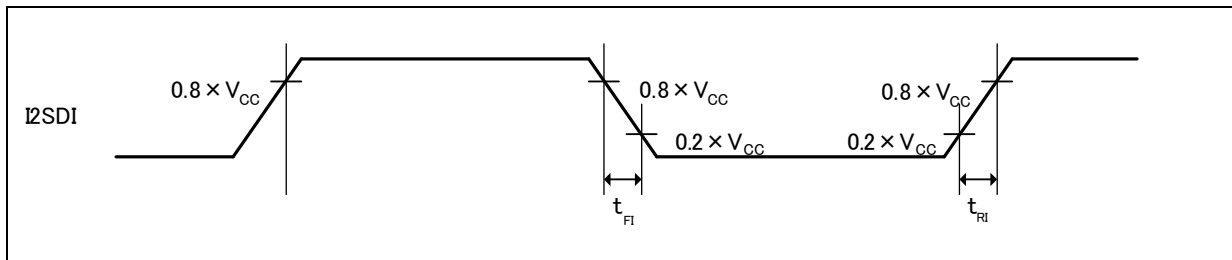 I2SDI
0.8 × VCC
0.8 × VCC
0.2 × VCC
0.8 × VCC
0.2 × VCC
tFI
tRI